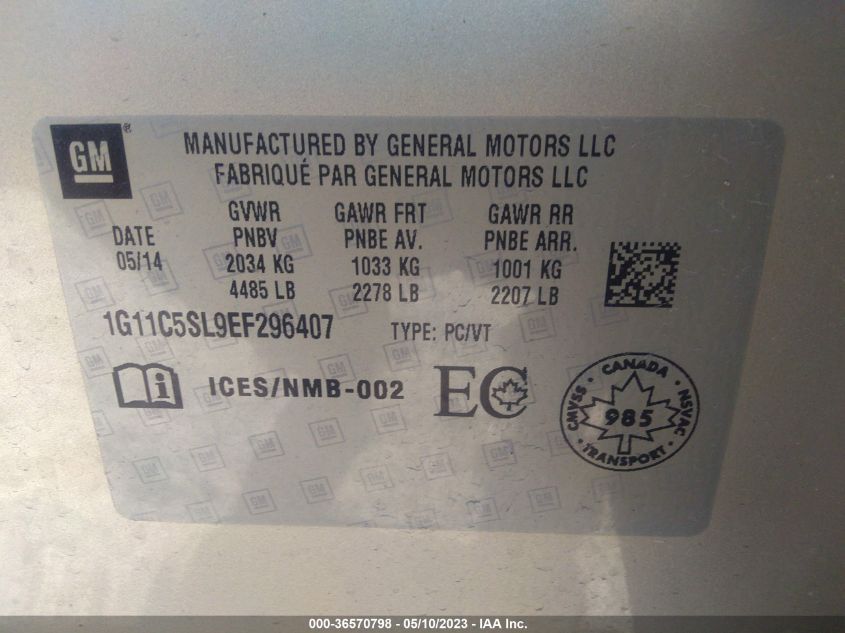 GM ®
MANUFACTURED BY GENERAL MOTORS LLC
FABRIQUÉ PAR GENERAL MOTORS LLC
GVWR GAWR FRT GAWR RR
DATE PNBV PNBE AV. PNBE ARR.
05/14 2034 KG 1033 KG 1001 KG
4485 LB 2278 LB 2207 LB
1G11C5SL9EF296407 TYPE: PC/VT
ICES/NMB-002 EC
CMVSS · CANADA · NSVAC · TRANSPORT ·
985
000-36570798 - 05/10/2023 - IAA Inc.